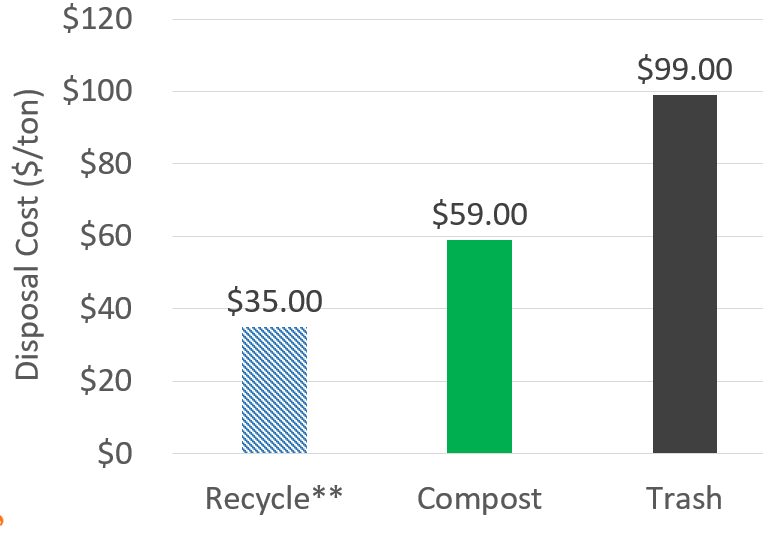 Disposal Cost ($/ton)
$120
$100
$80
$60
$40
$20
$0
$35.00
$59.00
$99.00
Recycle**
Compost
Trash